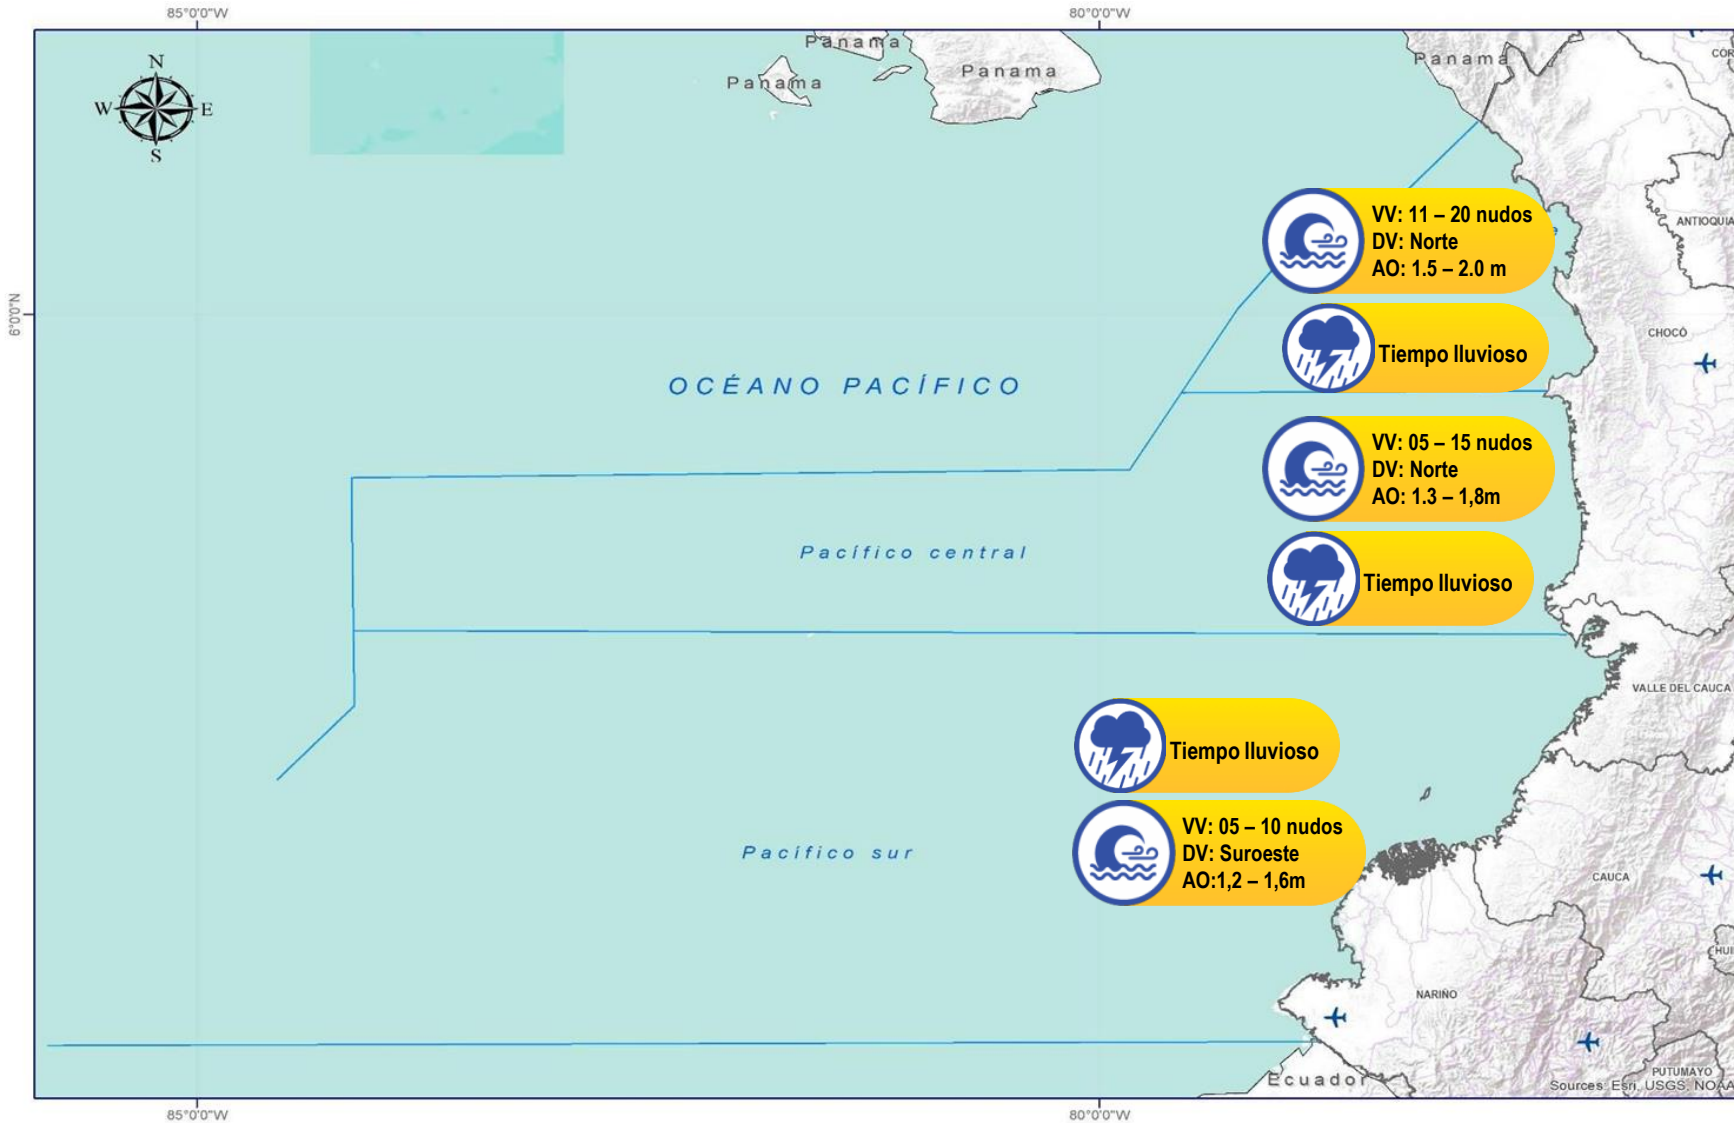 85°0'0"W
80°0'0"W
N
W
E
S
6°0'0"N
Panama
Panama
Panama
Panama
ANTIOQUIA
VV: 11 – 20 nudos
DV: Norte
AO: 1.5 – 2.0 m
CHOCÓ
Tiempo lluvioso
OCÉANO PACÍFICO
VV: 05 – 15 nudos
DV: Norte
AO: 1.3 – 1,8m
Pacífico central
Tiempo lluvioso
VALLE DEL CAUCA
Tiempo lluvioso
VV: 05 – 10 nudos
DV: Suroeste
AO:1,2 – 1,6m
Pacífico sur
CAUCA
HUI
NARIÑO
PUTUMAYO
Ecuador
Sources: Esri, USGS, NOAA
85°0'0"W
80°0'0"W